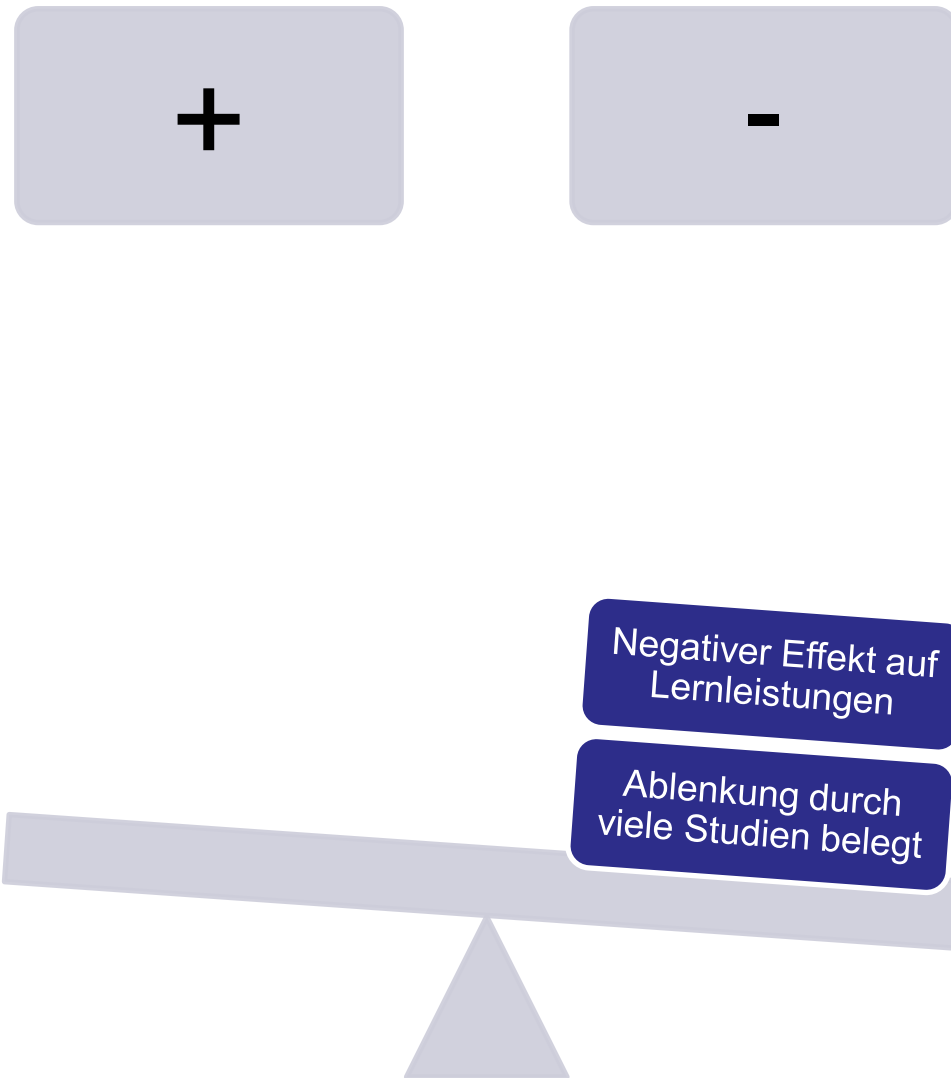 +
-
Negativer Effekt auf
Lernleistungen
Ablenkung durch
viele Studien belegt